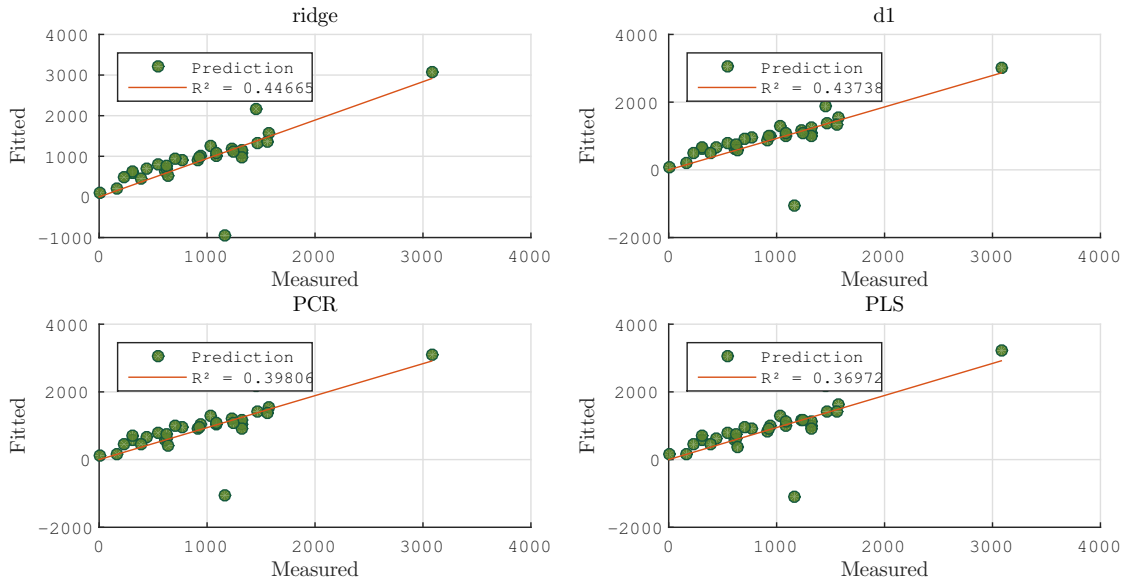 ridge
4000
3000
2000
1000
0
−1000
Fitted
Prediction
R² = 0.44665
0 1000 2000 3000 4000
Measured
d1
4000
2000
0
−2000
Fitted
Prediction
R² = 0.43738
0 1000 2000 3000 4000
Measured
PCR
4000
2000
0
−2000
Fitted
Prediction
R² = 0.39806
0 1000 2000 3000 4000
Measured
PLS
4000
2000
0
−2000
Fitted
Prediction
R² = 0.36972
0 1000 2000 3000 4000
Measured